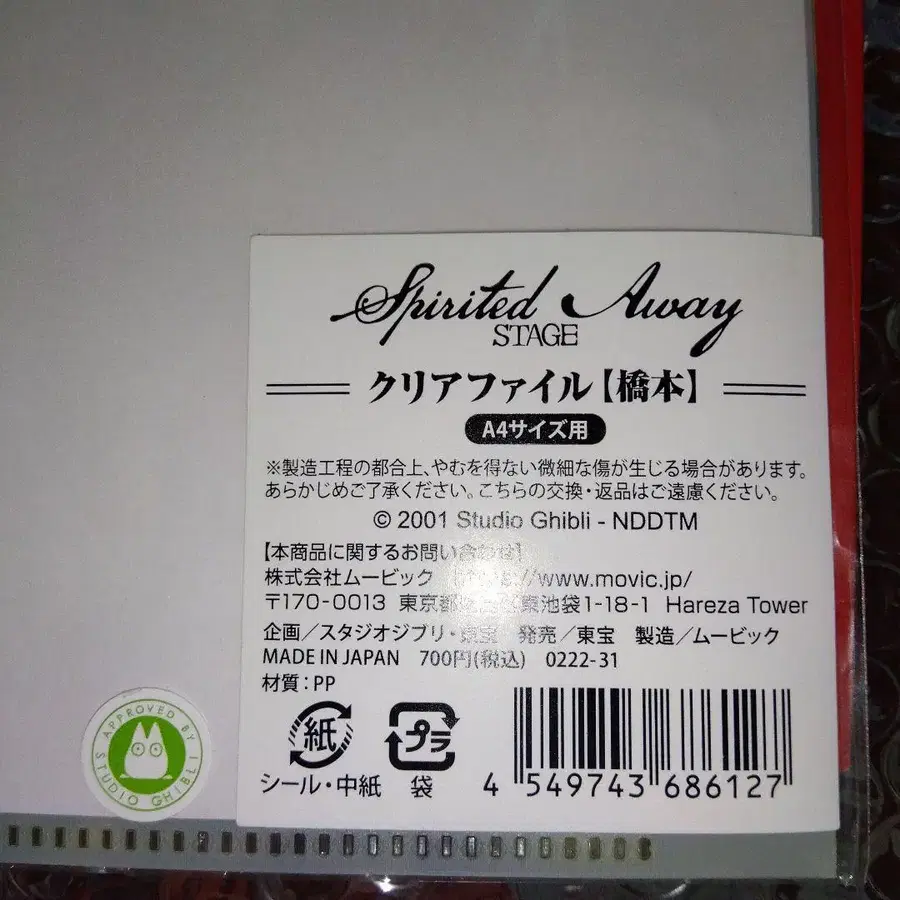 Spirited Away
STAGE
クリアファイル【橋本】
A4サイズ用
※製造工程の都合上、やむを得ない微細な傷が生じる場合があります。
あらかじめご了承ください。こちらの交換・返品はご遠慮ください。
© 2001 Studio Ghibli - NDDTM
【本商品に関するお問い合わせ】
株式会社ムービック https://www.movic.jp/
〒170-0013 東京都豊島区東池袋1-18-1 Hareza Tower
企画／スタジオジブリ・東宝 発売／東宝 製造／ムービック
MADE IN JAPAN 700円(税込) 0222-31
材質：PP
紙
プラ
シール・中紙 袋
4 549743 686127
APPROVED BY
STUDIO GHIBLI